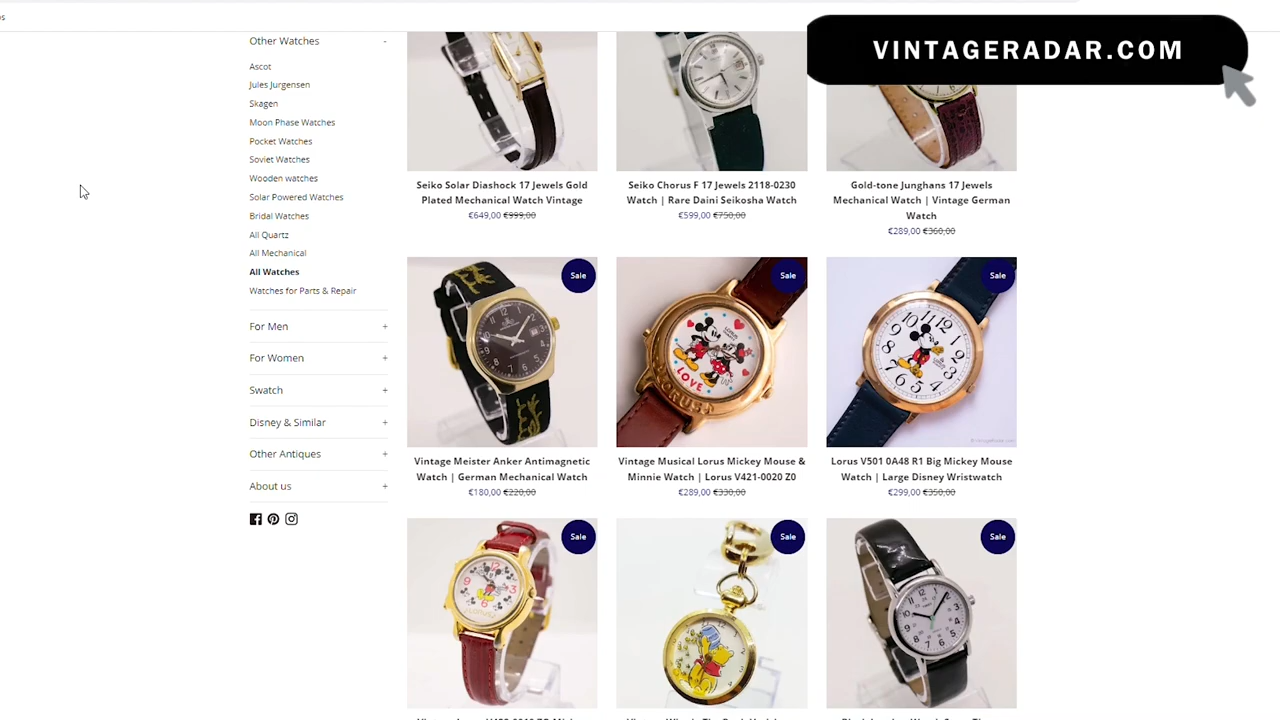 VINTAGERADAR.COM
Other Watches -
Ascot
Jules Jurgensen
Skagen
Moon Phase Watches
Pocket Watches
Soviet Watches
Wooden watches
Solar Powered Watches
Bridal Watches
All Quartz
All Mechanical
All Watches
Watches for Parts & Repair
For Men +
For Women +
Swatch +
Disney & Similar +
Other Antiques +
About us +
Seiko Solar Diashock 17 Jewels Gold
Plated Mechanical Watch Vintage
€649,00 €999,00
Seiko Chorus F 17 Jewels 2118-0230
Watch | Rare Daini Seikosha Watch
€599,00 €750,00
Gold-tone Junghans 17 Jewels
Mechanical Watch | Vintage German
Watch
€289,00 €360,00
Sale
Vintage Meister Anker Antimagnetic
Watch | German Mechanical Watch
€180,00 €220,00
Sale
LORUS
LOVE
LORUS
Vintage Musical Lorus Mickey Mouse &
Minnie Watch | Lorus V421-0020 Z0
€289,00 €330,00
Sale
Lorus V501 0A48 R1 Big Mickey Mouse
Watch | Large Disney Wristwatch
€299,00 €350,00
Sale
Sale
Sale